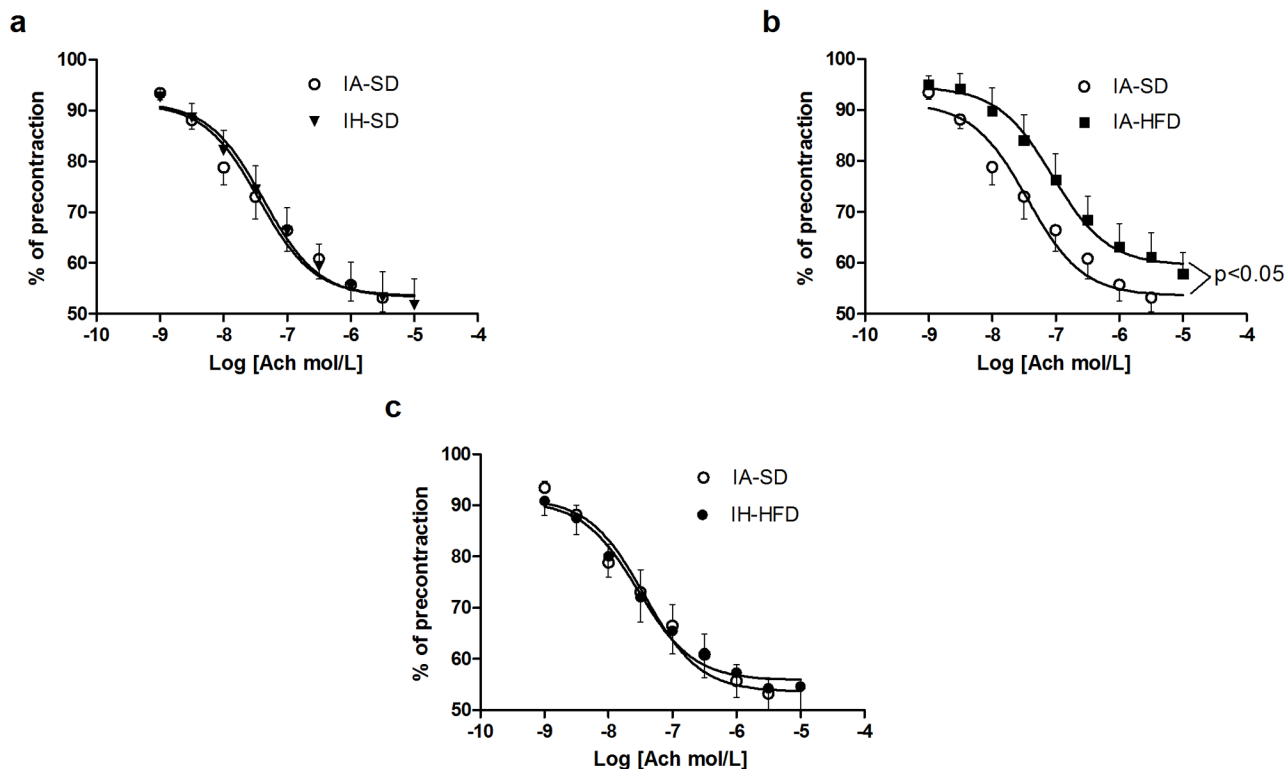 a
100
90
80
70
60
50
% of precontraction
IA-SD
IH-SD
-10 -9 -8 -7 -6 -5 -4
Log [Ach mol/L]
b
100
90
80
70
60
50
% of precontraction
IA-SD
IA-HFD
p<0.05
-10 -9 -8 -7 -6 -5 -4
Log [Ach mol/L]
c
100
90
80
70
60
50
% of precontraction
IA-SD
IH-HFD
-10 -9 -8 -7 -6 -5 -4
Log [Ach mol/L]